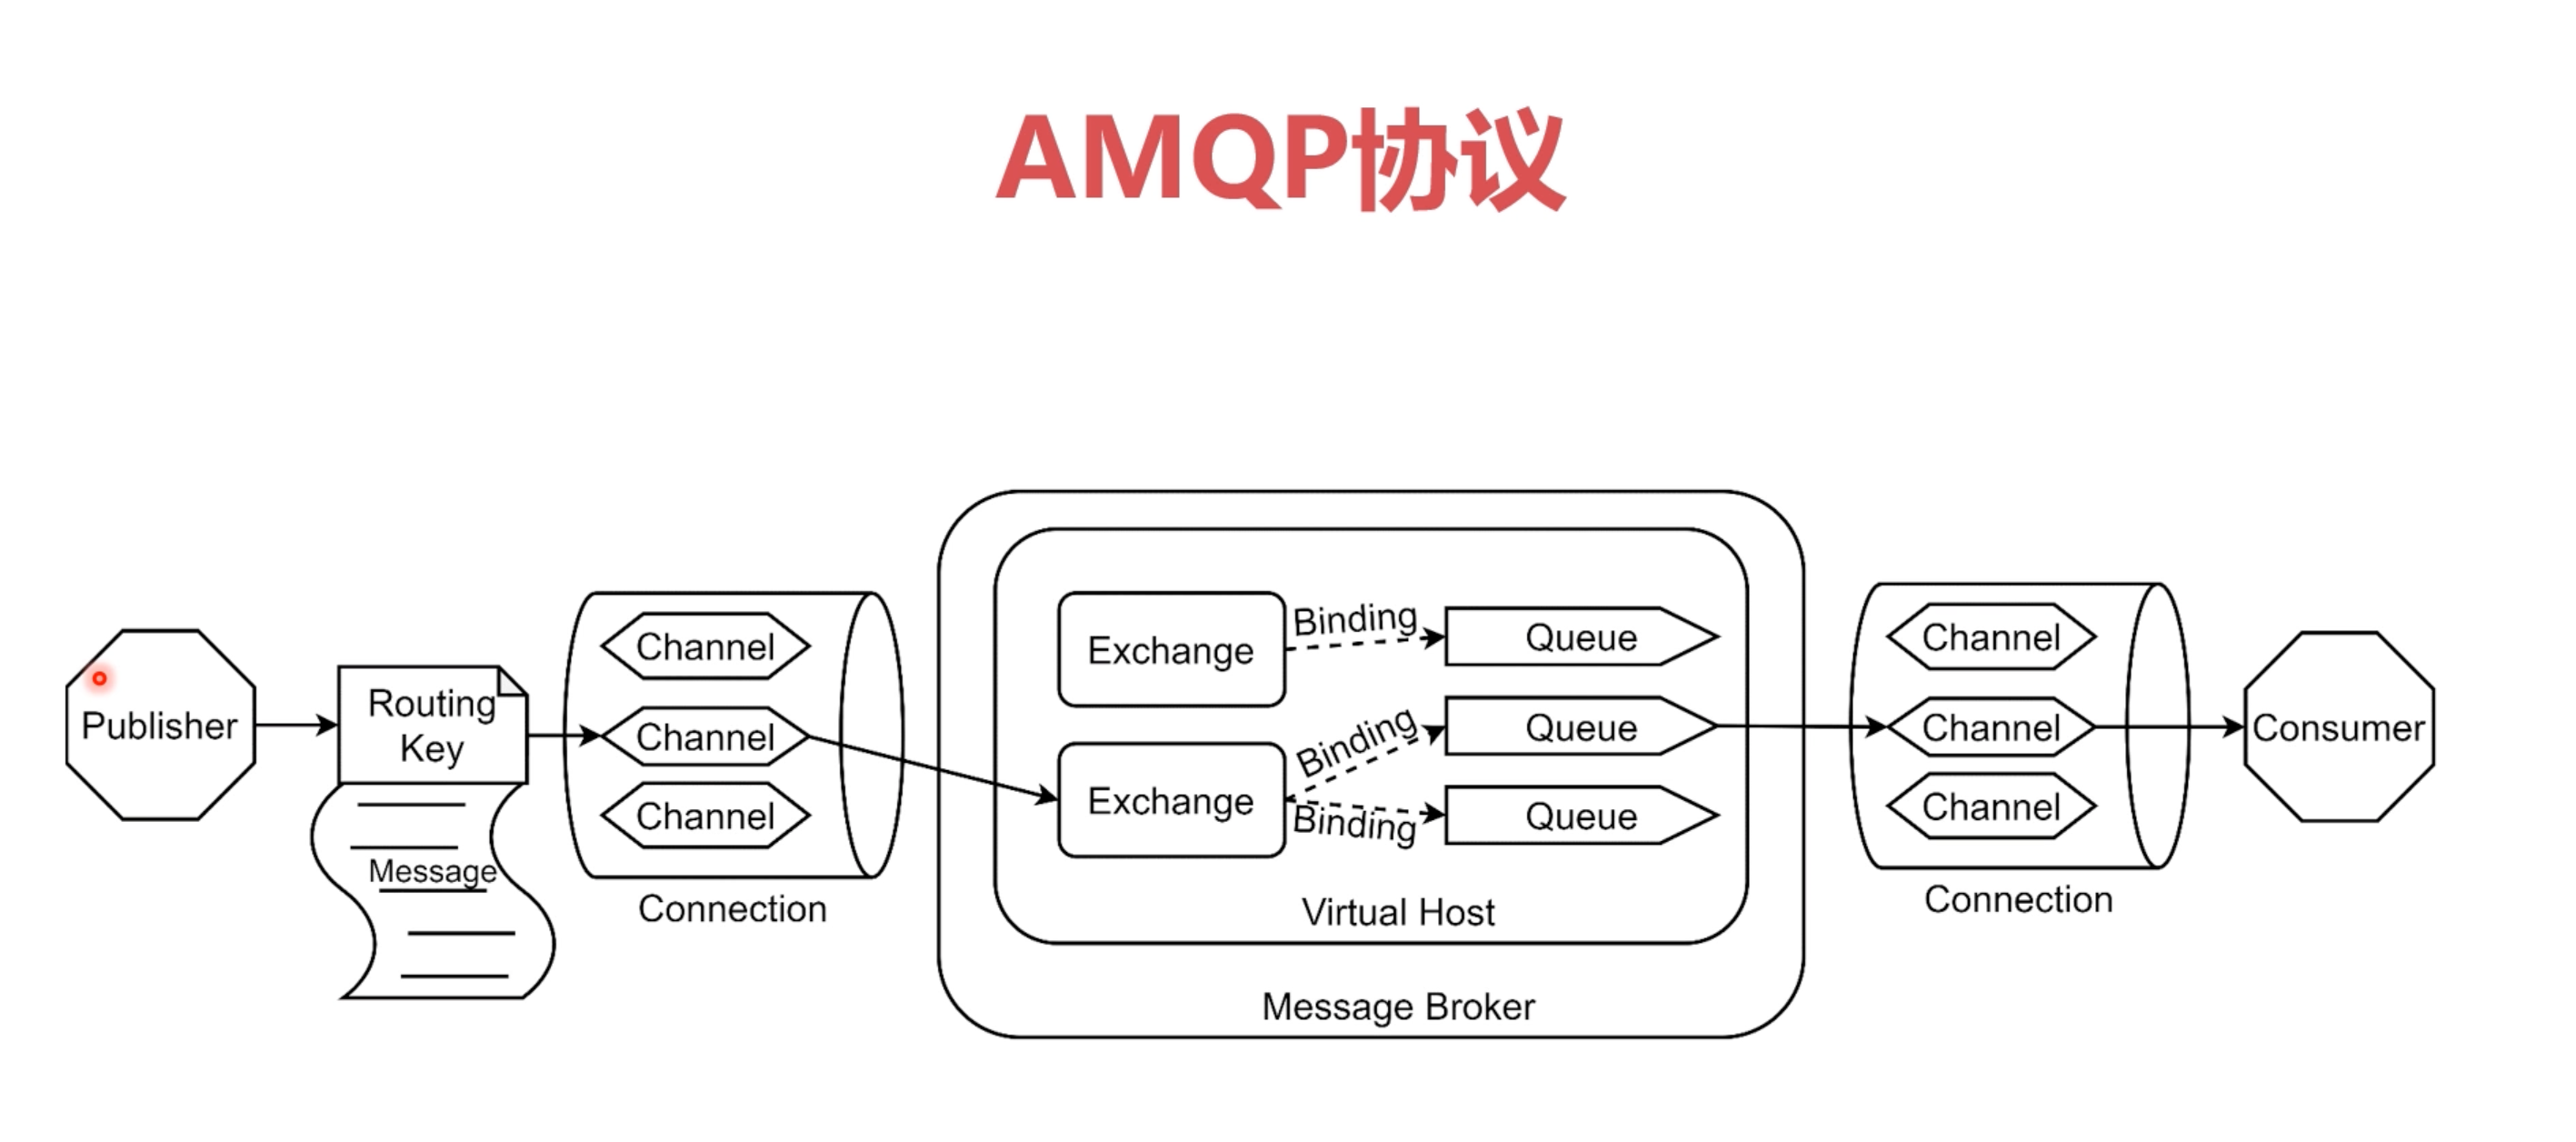 AMQP协议
Publisher
Routing
Key
Message
Channel
Channel
Channel
Connection
Exchange
Exchange
Binding
Binding
Binding
Queue
Queue
Queue
Virtual Host
Message Broker
Channel
Channel
Channel
Connection
Consumer